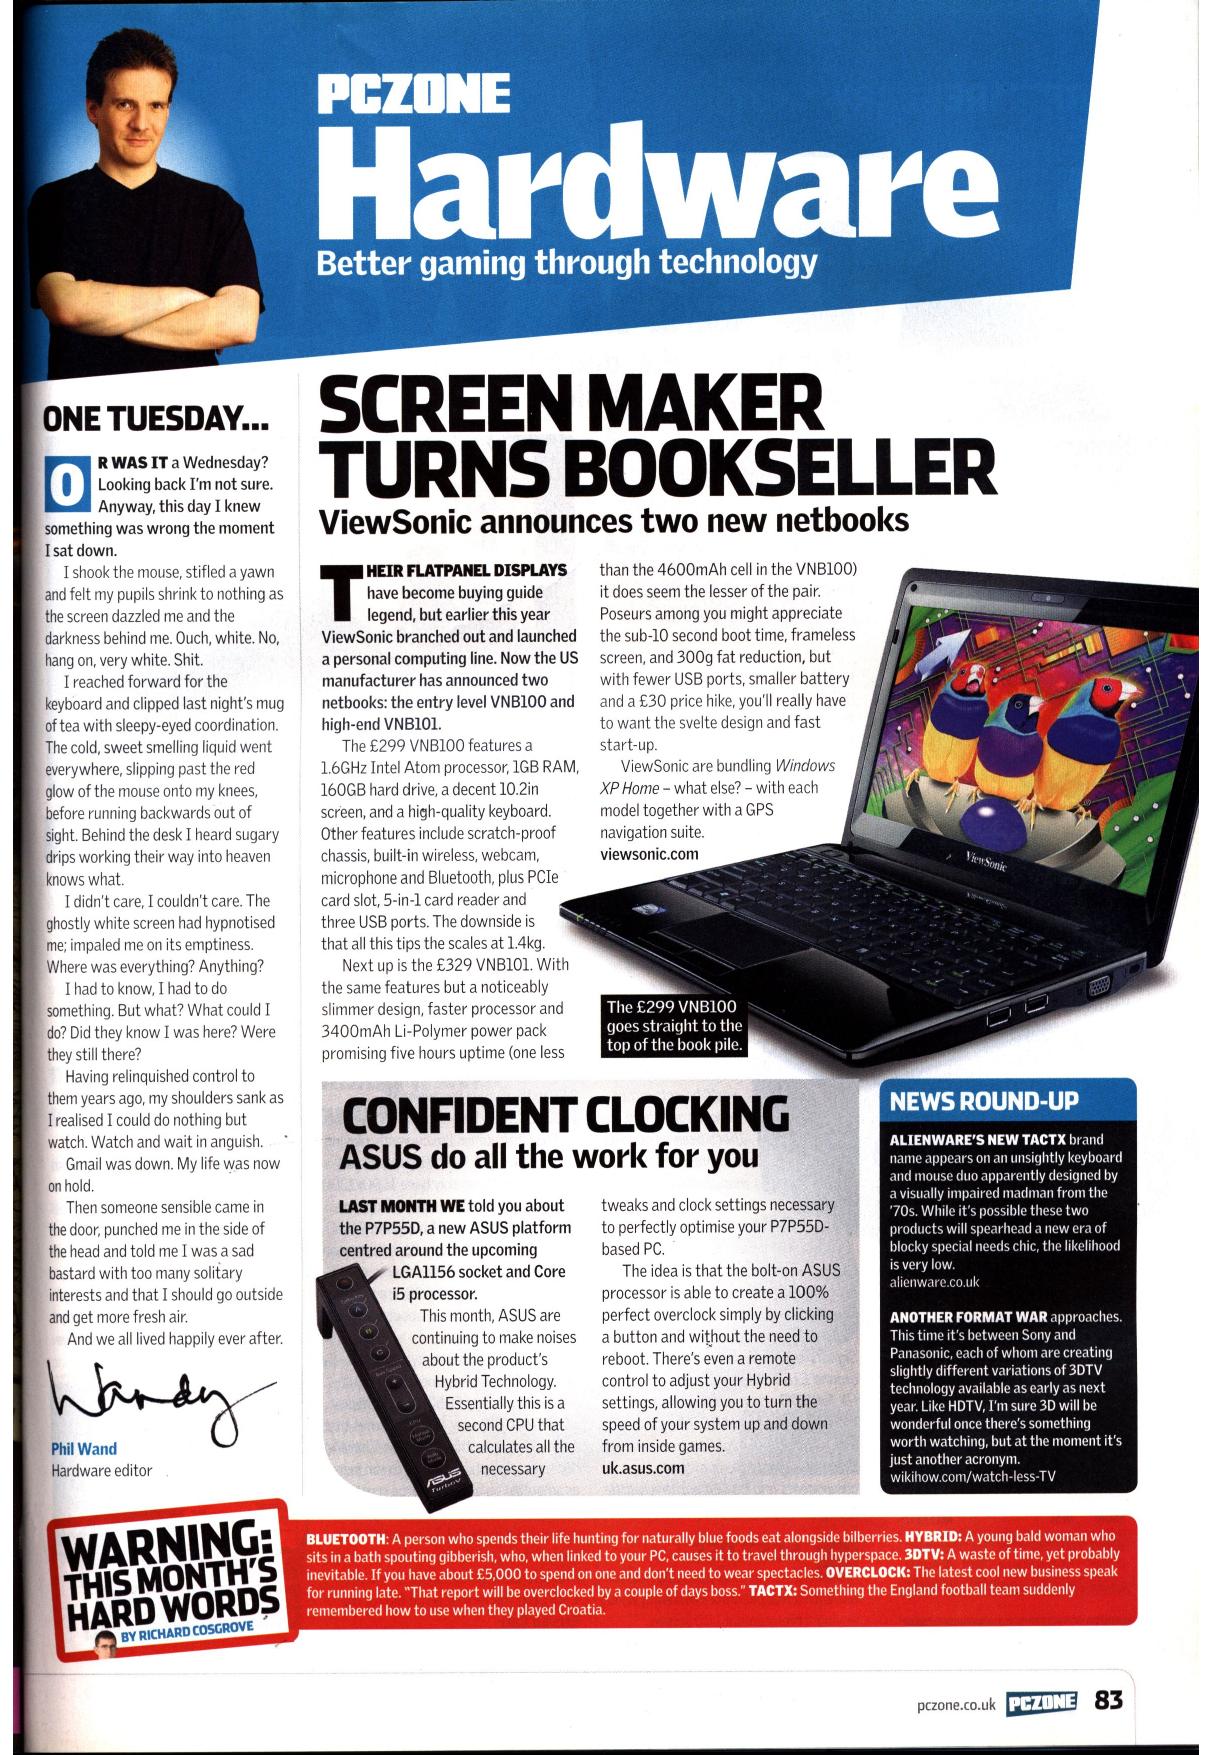 PCZONE
Hardware
Better gaming through technology
ONE TUESDAY...
OR WAS IT a Wednesday?
Looking back I'm not sure.
Anyway, this day I knew
something was wrong the moment
I sat down.
I shook the mouse, stifled a yawn
and felt my pupils shrink to nothing as
the screen dazzled me and the
darkness behind me. Ouch, white. No,
hang on, very white. Shit.
I reached forward for the
keyboard and clipped last night's mug
of tea with sleepy-eyed coordination.
The cold, sweet smelling liquid went
everywhere, slipping past the red
glow of the mouse onto my knees,
before running backwards out of
sight. Behind the desk I heard sugary
drips working their way into heaven
knows what.
I didn't care, I couldn't care. The
ghostly white screen had hypnotised
me; impaled me on its emptiness.
Where was everything? Anything?
I had to know, I had to do
something. But what? What could I
do? Did they know I was here? Were
they still there?
Having relinquished control to
them years ago, my shoulders sank as
I realised I could do nothing but
watch. Watch and wait in anguish.
Gmail was down. My life was now
on hold.
Then someone sensible came in
the door, punched me in the side of
the head and told me I was a sad
bastard with too many solitary
interests and that I should go outside
and get more fresh air.
And we all lived happily ever after.
Wandy
Phil Wand
Hardware editor
SCREEN MAKER
TURNS BOOKSELLER
ViewSonic announces two new netbooks
THEIR FLATPANEL DISPLAYS
have become buying guide
legend, but earlier this year
ViewSonic branched out and launched
a personal computing line. Now the US
manufacturer has announced two
netbooks: the entry level VNB100 and
high-end VNB101.
The £299 VNB100 features a
1.6GHz Intel Atom processor, 1GB RAM,
160GB hard drive, a decent 10.2in
screen, and a high-quality keyboard.
Other features include scratch-proof
chassis, built-in wireless, webcam,
microphone and Bluetooth, plus PCIe
card slot, 5-in-1 card reader and
three USB ports. The downside is
that all this tips the scales at 1.4kg.
Next up is the £329 VNB101. With
the same features but a noticeably
slimmer design, faster processor and
3400mAh Li-Polymer power pack
promising five hours uptime (one less
than the 4600mAh cell in the VNB100)
it does seem the lesser of the pair.
Poseurs among you might appreciate
the sub-10 second boot time, frameless
screen, and 300g fat reduction, but
with fewer USB ports, smaller battery
and a £30 price hike, you'll really have
to want the svelte design and fast
start-up.
ViewSonic are bundling Windows
XP Home – what else? – with each
model together with a GPS
navigation suite.
viewsonic.com
ViewSonic
The £299 VNB100
goes straight to the
top of the book pile.
CONFIDENT CLOCKING
ASUS do all the work for you
LAST MONTH WE told you about
the P7P55D, a new ASUS platform
centred around the upcoming
LGA1156 socket and Core
i5 processor.
This month, ASUS are
continuing to make noises
about the product's
Hybrid Technology.
Essentially this is a
second CPU that
calculates all the
necessary
tweaks and clock settings necessary
to perfectly optimise your P7P55D-
based PC.
The idea is that the bolt-on ASUS
processor is able to create a 100%
perfect overclock simply by clicking
a button and without the need to
reboot. There's even a remote
control to adjust your Hybrid
settings, allowing you to turn the
speed of your system up and down
from inside games.
uk.asus.com
ASUS
TurboV
NEWS ROUND-UP
ALIENWARE'S NEW TACTX brand
name appears on an unsightly keyboard
and mouse duo apparently designed by
a visually impaired madman from the
'70s. While it's possible these two
products will spearhead a new era of
blocky special needs chic, the likelihood
is very low.
alienware.co.uk
ANOTHER FORMAT WAR approaches.
This time it's between Sony and
Panasonic, each of whom are creating
slightly different variations of 3DTV
technology available as early as next
year. Like HDTV, I'm sure 3D will be
wonderful once there's something
worth watching, but at the moment it's
just another acronym.
wikihow.com/watch-less-TV
WARNING:
THIS MONTH'S
HARD WORDS
BY RICHARD COSGROVE
BLUETOOTH: A person who spends their life hunting for naturally blue foods eat alongside bilberries. HYBRID: A young bald woman who
sits in a bath spouting gibberish, who, when linked to your PC, causes it to travel through hyperspace. 3DTV: A waste of time, yet probably
inevitable. If you have about £5,000 to spend on one and don't need to wear spectacles. OVERCLOCK: The latest cool new business speak
for running late. "That report will be overclocked by a couple of days boss." TACTX: Something the England football team suddenly
remembered how to use when they played Croatia.
pczone.co.uk PCZONE 83